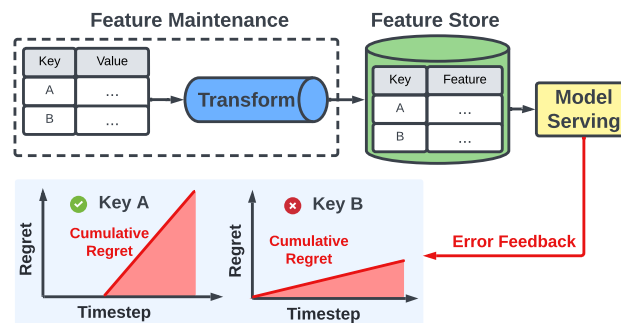 Feature Maintenance
Feature Store
Key Value
A ...
B ...
Transform
Key Feature
A ...
B ...
Model
Serving
Key A
Cumulative
Regret
Regret
Timestep
Key B
Cumulative
Regret
Regret
Timestep
Error Feedback